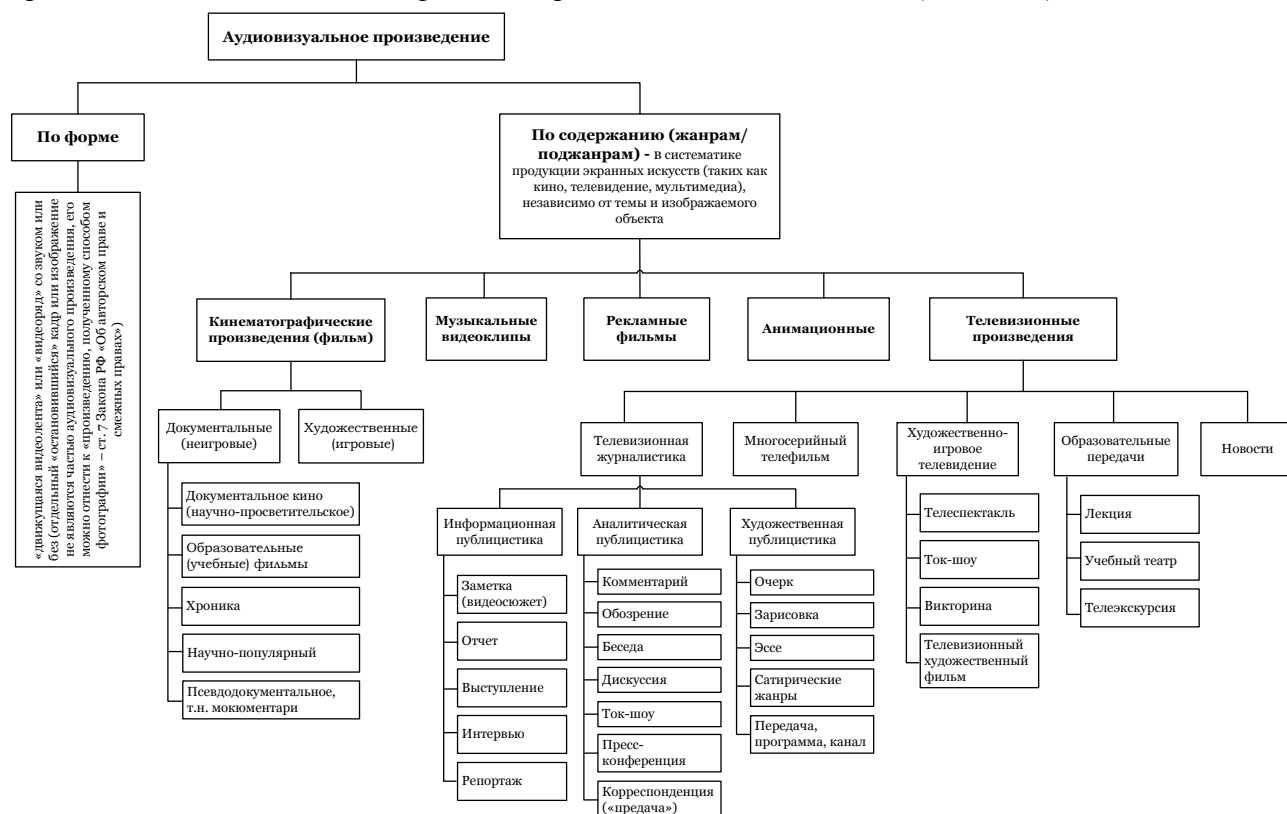 Аудиовизуальное произведение
По форме
«движущаяся видеолента» или «видеоряд» со звуком или
без (отдельный «остановившийся» кадр или изображение
не являются частью аудиовизуального произведения, его
можно отнести к «произведению, полученному способом
фотографии» – ст. 7 Закона РФ «Об авторском праве и
смежных правах»)
По содержанию (жанрам/
поджанрам) - в систематике
продукции экранных искусств (таких как
кино, телевидение, мультимедиа),
независимо от темы и изображаемого
объекта
Кинематографические
произведения (фильм)
Музыкальные
видеоклипы
Рекламные
фильмы
Анимационные
Телевизионные
произведения
Документальные
(неигровые)
Художественные
(игровые)
Документальное кино
(научно-просветительское)
Образовательные
(учебные) фильмы
Хроника
Научно-популярный
Псевдодокументальное,
т.н. мокюментари
Телевизионная
журналистика
Многосерийный
телефильм
Художественно-
игровое
телевидение
Образовательные
передачи
Новости
Информационная
публицистика
Аналитическая
публицистика
Художественная
публицистика
Заметка
(видеосюжет)
Отчет
Выступление
Интервью
Репортаж
Комментарий
Обозрение
Беседа
Дискуссия
Ток-шоу
Пресс-
конференция
Корреспонденция
(«предача»)
Очерк
Зарисовка
Эссе
Сатирические
жанры
Передача,
программа, канал
Телеспектакль
Ток-шоу
Викторина
Телевизионный
художественный
фильм
Лекция
Учебный театр
Телеэкскурсия